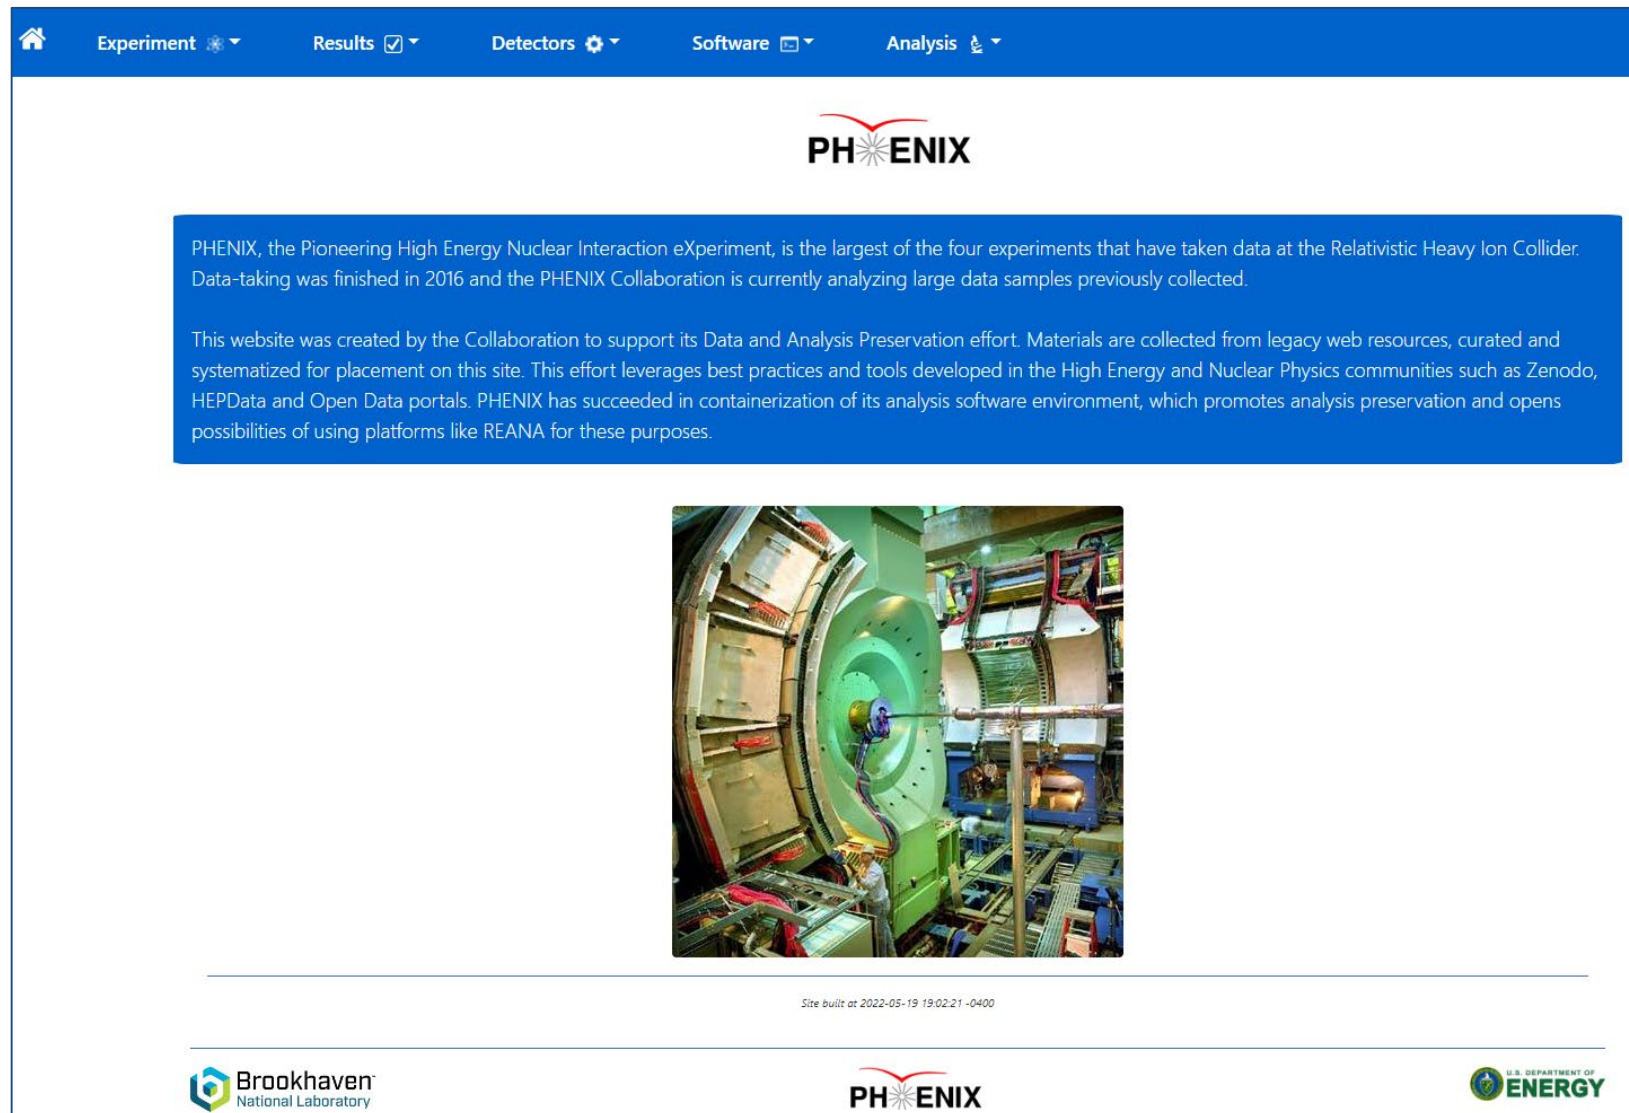 Experiment Results Detectors Software Analysis
PHENIX
PHENIX, the Pioneering High Energy Nuclear Interaction eXperiment, is the largest of the four experiments that have taken data at the Relativistic Heavy Ion Collider.
Data-taking was finished in 2016 and the PHENIX Collaboration is currently analyzing large data samples previously collected.
This website was created by the Collaboration to support its Data and Analysis Preservation effort. Materials are collected from legacy web resources, curated and
systematized for placement on this site. This effort leverages best practices and tools developed in the High Energy and Nuclear Physics communities such as Zenodo,
HEPData and Open Data portals. PHENIX has succeeded in containerization of its analysis software environment, which promotes analysis preservation and opens
possibilities of using platforms like REANA for these purposes.
Site built at 2022-05-19 19:02:21 -0400
Brookhaven™
National Laboratory
PHENIX
U.S. DEPARTMENT OF
ENERGY